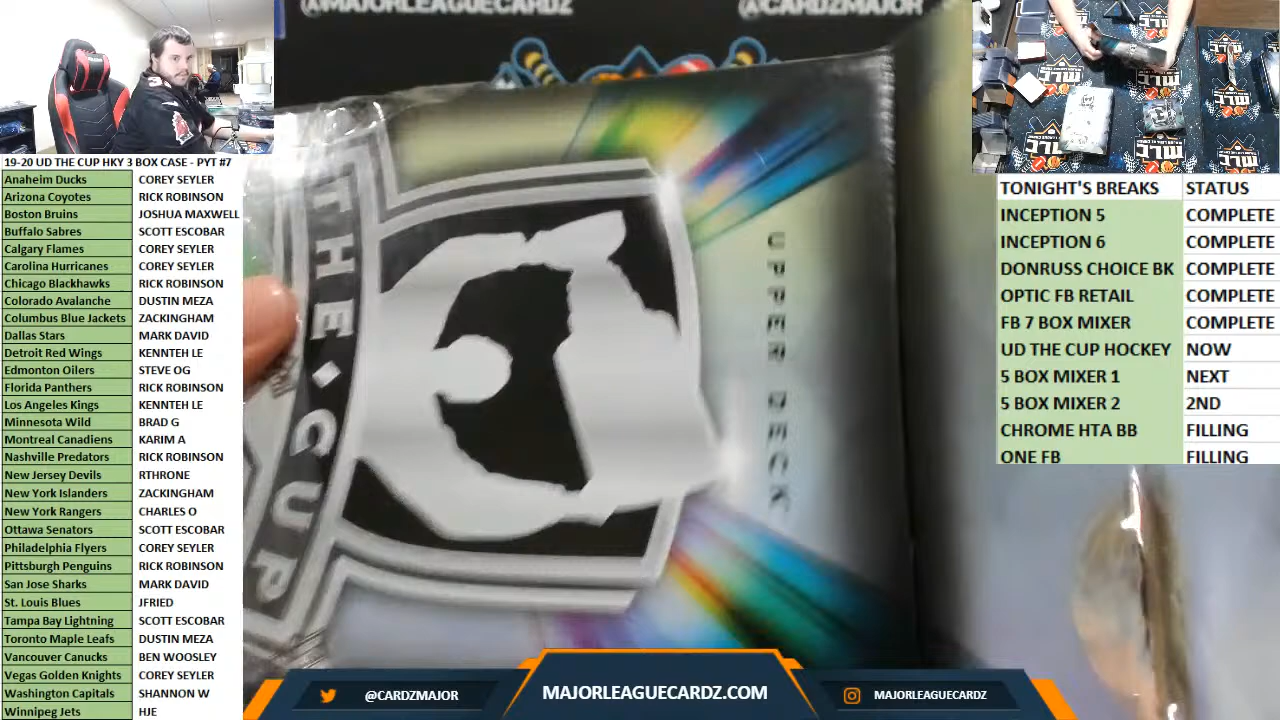 @MAJORLEAGUECARDZ
@CARDZMAJOR
19-20 UD THE CUP HKY 3 BOX CASE - PYT #7
Anaheim Ducks COREY SEYLER
Arizona Coyotes RICK ROBINSON
Boston Bruins JOSHUA MAXWELL
Buffalo Sabres SCOTT ESCOBAR
Calgary Flames COREY SEYLER
Carolina Hurricanes COREY SEYLER
Chicago Blackhawks RICK ROBINSON
Colorado Avalanche DUSTIN MEZA
Columbus Blue Jackets ZACKINGHAM
Dallas Stars MARK DAVID
Detroit Red Wings KENNTEH LE
Edmonton Oilers STEVE OG
Florida Panthers RICK ROBINSON
Los Angeles Kings KENNTEH LE
Minnesota Wild BRAD G
Montreal Canadiens KARIM A
Nashville Predators RICK ROBINSON
New Jersey Devils RTHRONE
New York Islanders ZACKINGHAM
New York Rangers CHARLES O
Ottawa Senators SCOTT ESCOBAR
Philadelphia Flyers COREY SEYLER
Pittsburgh Penguins RICK ROBINSON
San Jose Sharks MARK DAVID
St. Louis Blues JFRIED
Tampa Bay Lightning SCOTT ESCOBAR
Toronto Maple Leafs DUSTIN MEZA
Vancouver Canucks BEN WOOSLEY
Vegas Golden Knights COREY SEYLER
Washington Capitals SHANNON W
Winnipeg Jets HJE
THE CUP
UPPER DECK
MLC
MLC
MLC
TONIGHT'S BREAKS STATUS
INCEPTION 5 COMPLETE
INCEPTION 6 COMPLETE
DONRUSS CHOICE BK COMPLETE
OPTIC FB RETAIL COMPLETE
FB 7 BOX MIXER COMPLETE
UD THE CUP HOCKEY NOW
5 BOX MIXER 1 NEXT
5 BOX MIXER 2 2ND
CHROME HTA BB FILLING
ONE FB FILLING
@CARDZMAJOR
MAJORLEAGUECARDZ.COM
MAJORLEAGUECARDZ